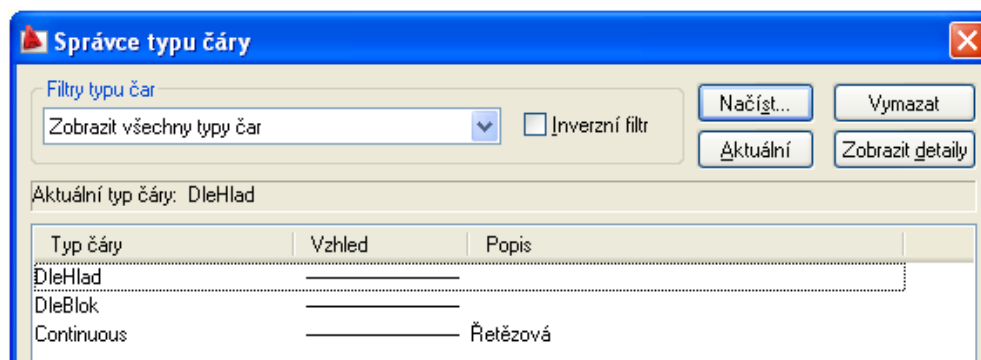 Správce typu čáry
Filtry typu čar
Zobrazit všechny typy čar
Inverzní filtr
Načíst...
Vymazat
Aktuální
Zobrazit detaily
Aktuální typ čáry: DleHlad
Typ čáry Vzhled Popis
DleHlad
DleBlok
Continuous Řetězová